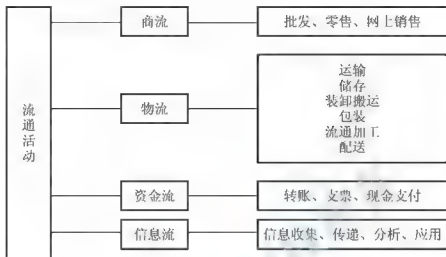 流通活动
商流
批发、零售、网上销售
物流
运输
储存
装卸搬运
包装
流通加工
配送
资金流
转账、支票、现金支付
信息流
信息收集、传递、分析、应用